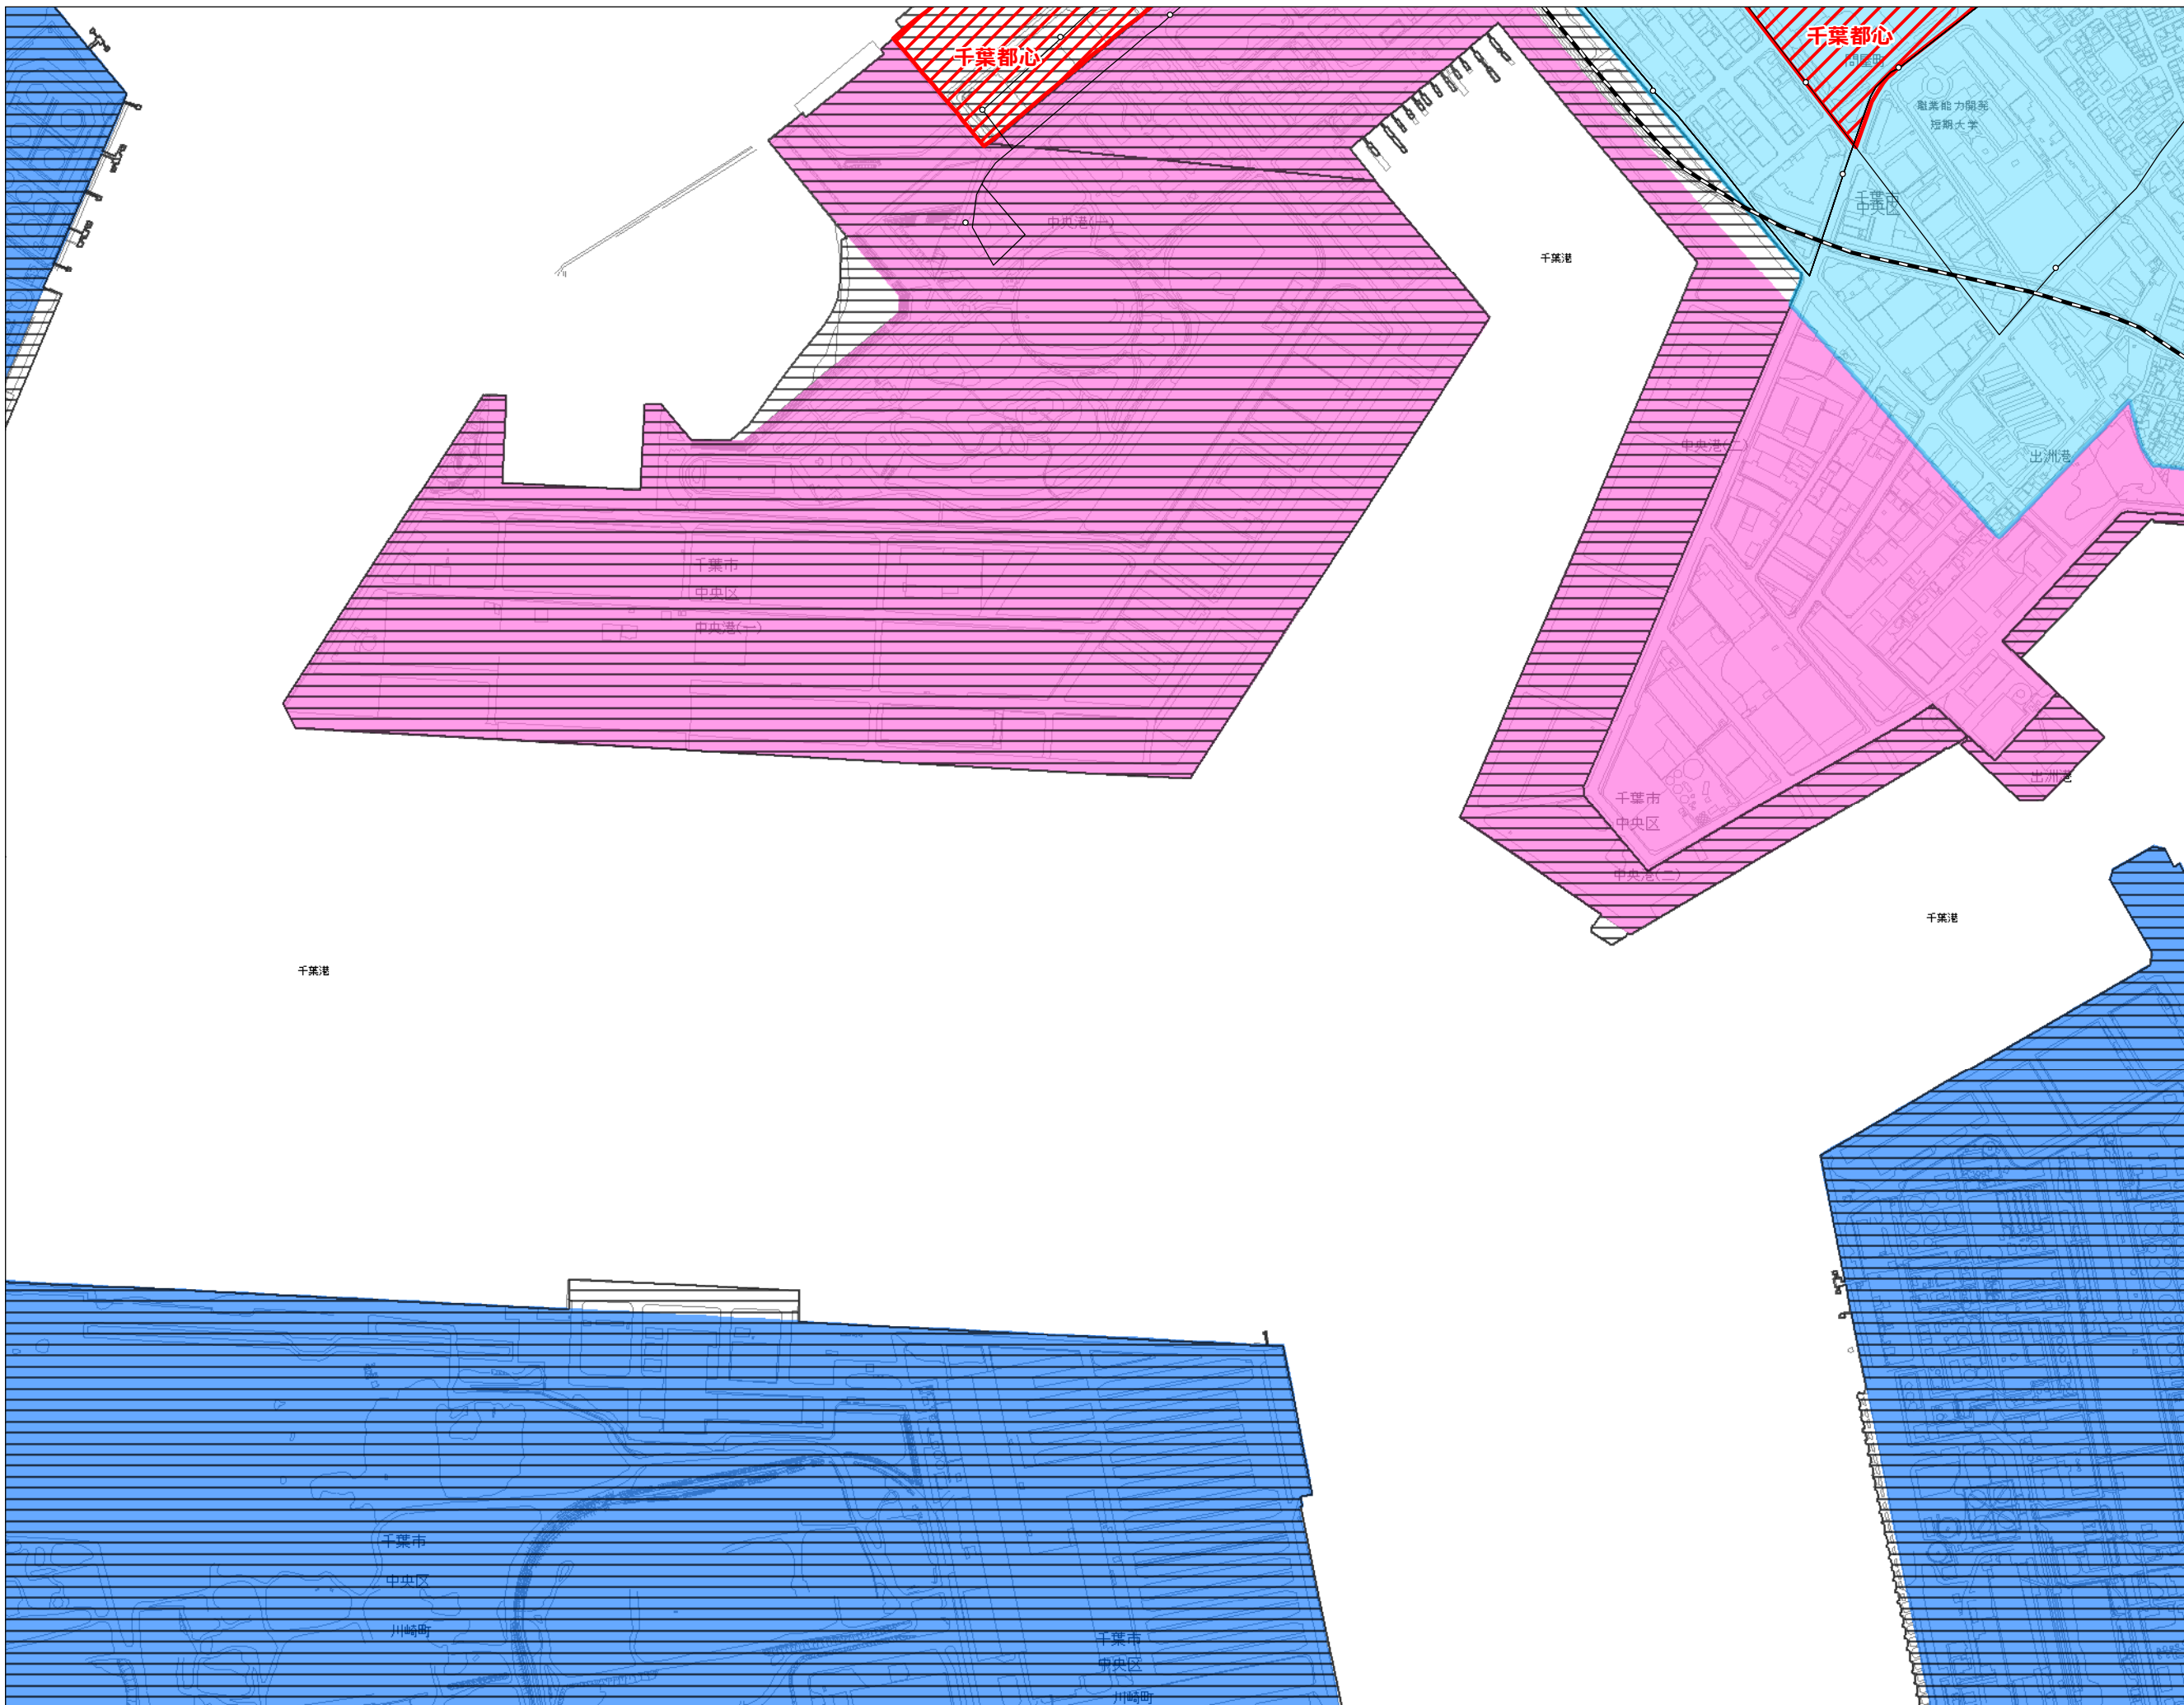 千葉都心
千葉都心
問屋町
職業能力開発
短期大学
千葉市
中央区
中央港(一)
千葉港
中央港(二)
出洲港
千葉市
中央区
中央港(一)
出洲港
千葉市
中央区
中央港(二)
千葉港
千葉港
千葉市
中央区
川崎町
千葉市
中央区
川崎町